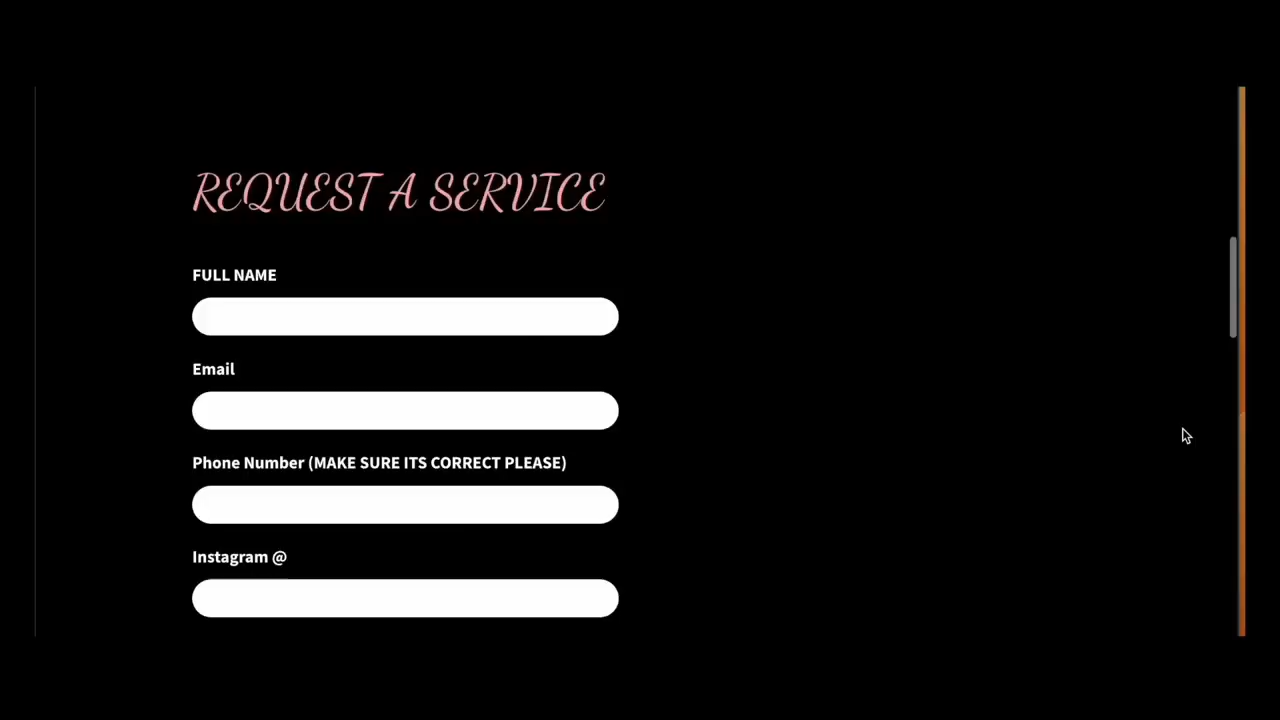 REQUEST A SERVICE
FULL NAME
Email
Phone Number (MAKE SURE ITS CORRECT PLEASE)
Instagram @